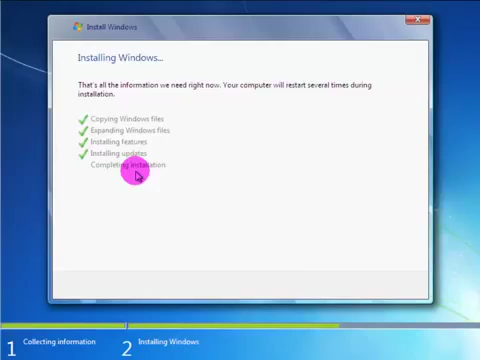 Install Windows
Installing Windows...
That's all the information we need right now. Your computer will restart several times during
installation.
Copying Windows files
Expanding Windows files
Installing features
Installing updates
Completing installation
1 Collecting information
2 Installing Windows